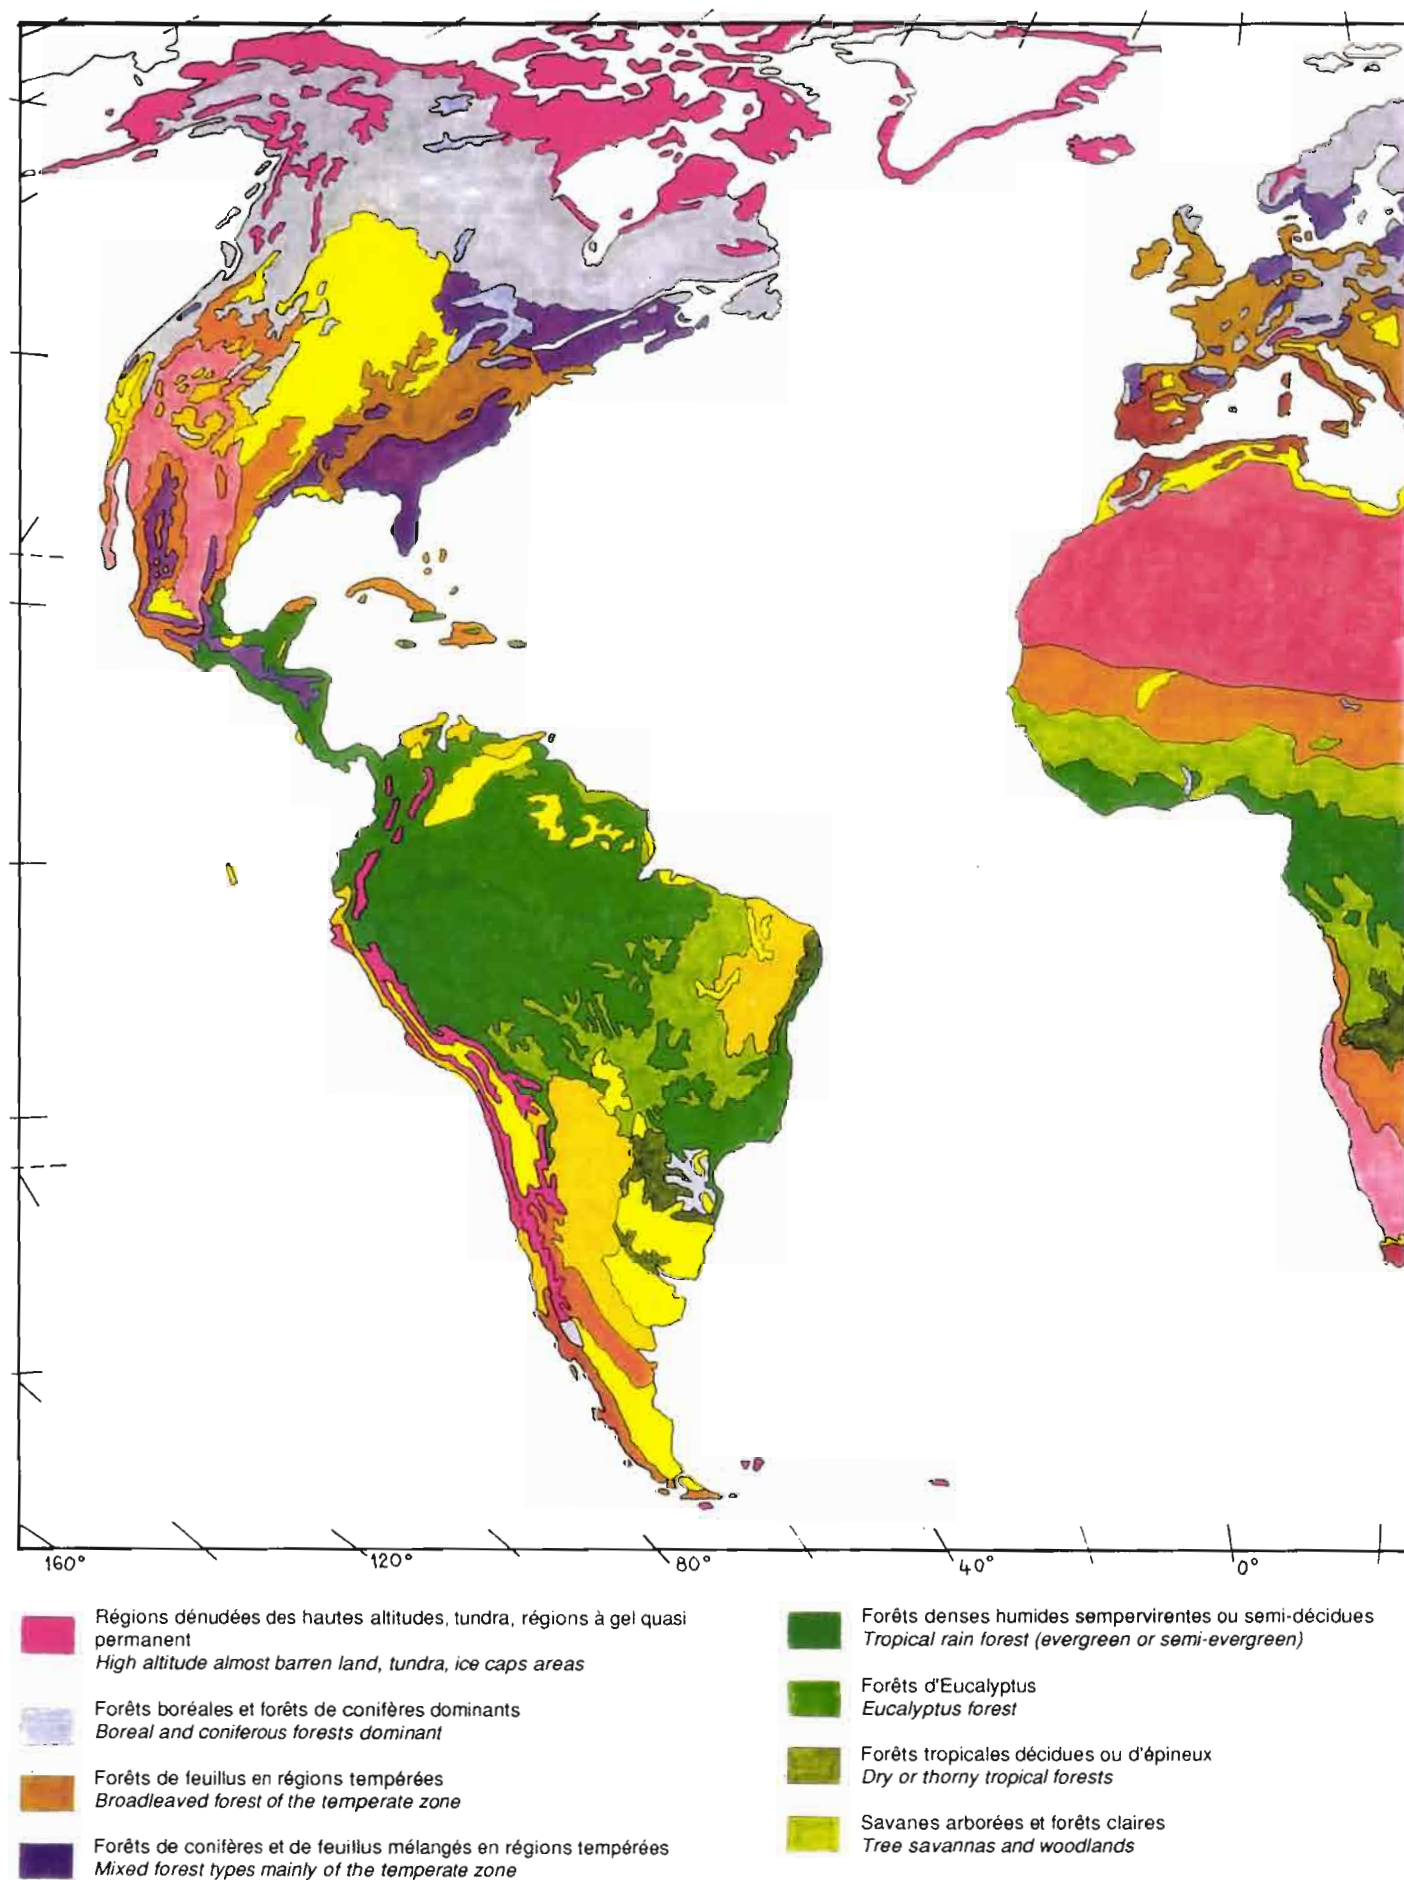 160°
120°
80°
40°
0°
Régions dénudées des hautes altitudes, tundra, régions à gel quasi
permanent
High altitude almost barren land, tundra, ice caps areas
Forêts boréales et forêts de conifères dominants
Boreal and coniferous forests dominant
Forêts de feuillus en régions tempérées
Broadleaved forest of the temperate zone
Forêts de conifères et de feuillus mélangés en régions tempérées
Mixed forest types mainly of the temperate zone
Forêts denses humides sempervirentes ou semi-décidues
Tropical rain forest (evergreen or semi-evergreen)
Forêts d'Eucalyptus
Eucalyptus forest
Forêts tropicales décidues ou d'épineux
Dry or thorny tropical forests
Savanes arborées et forêts claires
Tree savannas and woodlands